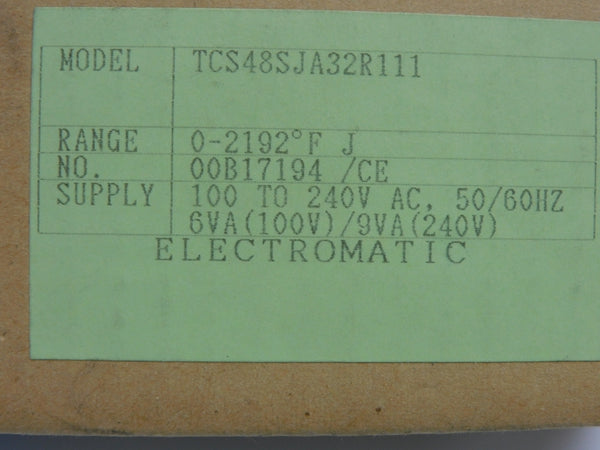 MODEL TCS48SJA32R111
RANGE 0-2192°F J
NO. 00B17194 /CE
SUPPLY 100 TO 240V AC, 50/60HZ
6VA(100V)/9VA(240V)
ELECTROMATIC